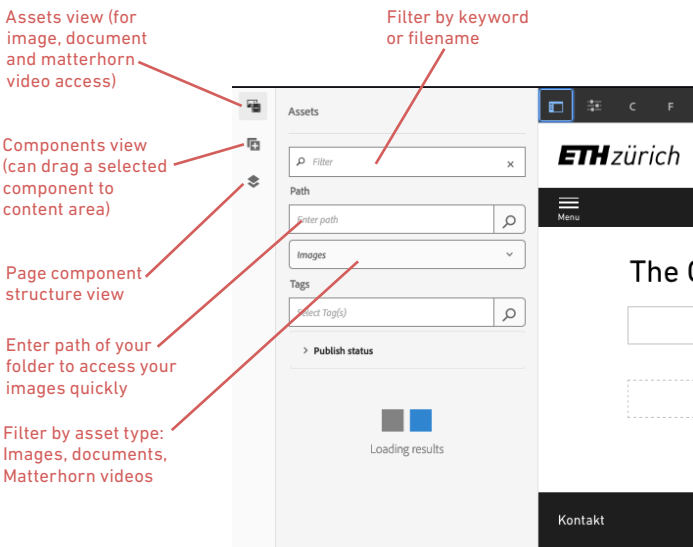 Assets view (for
image, document
and matterhorn
video access)
Filter by keyword
or filename
Components view
(can drag a selected
component to
content area)
Page component
structure view
Enter path of your
folder to access your
images quickly
Filter by asset type:
Images, documents,
Matterhorn videos
Assets
Filter
Path
Enter path
Images
Tags
Select Tag(s)
Publish status
Loading results
C F
ETH zürich
Menu
The
Kontakt